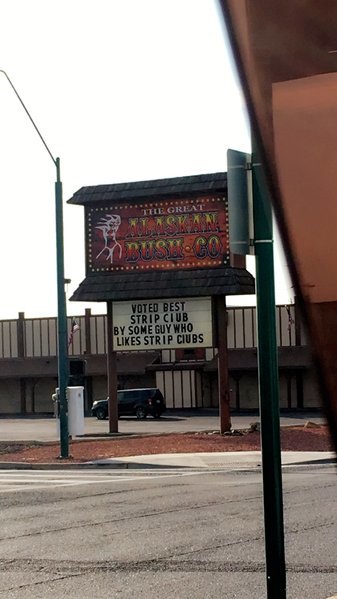 THE GREAT
ALASKAN
BUSH • CO.
VOTED BEST
STRIP CLUB
BY SOME GUY WHO
LIKES STRIP CLUBS